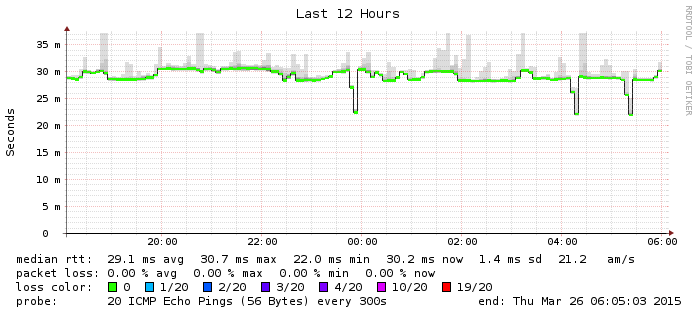 Last 12 Hours
RRDTOOL / TOBI OETIKER
Seconds
35 m
30 m
25 m
20 m
15 m
10 m
5 m
0
20:00 22:00 00:00 02:00 04:00 06:00
median rtt: 29.1 ms avg 30.7 ms max 22.0 ms min 30.2 ms now 1.4 ms sd 21.2 am/s
packet loss: 0.00 % avg 0.00 % max 0.00 % min 0.00 % now
loss color: 0 1/20 2/20 3/20 4/20 10/20 19/20
probe: 20 ICMP Echo Pings (56 Bytes) every 300s end: Thu Mar 26 06:05:03 2015